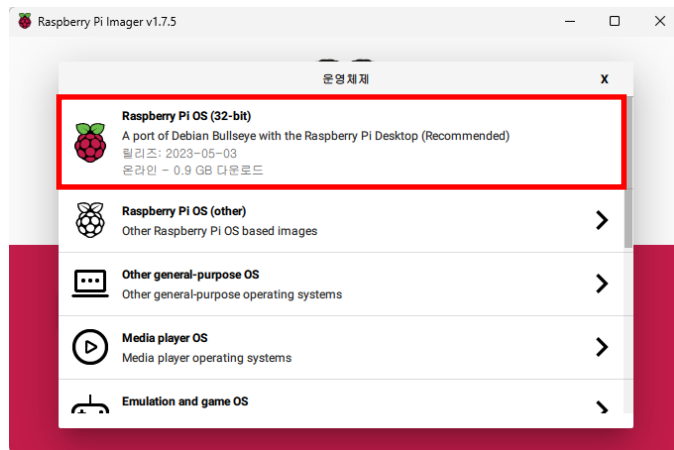 Raspberry Pi Imager v1.7.5
운영체제 X
Raspberry Pi OS (32-bit)
A port of Debian Bullseye with the Raspberry Pi Desktop (Recommended)
릴리즈: 2023-05-03
온라인 - 0.9 GB 다운로드
Raspberry Pi OS (other)
Other Raspberry Pi OS based images
Other general-purpose OS
Other general-purpose operating systems
Media player OS
Media player operating systems
Emulation and game OS